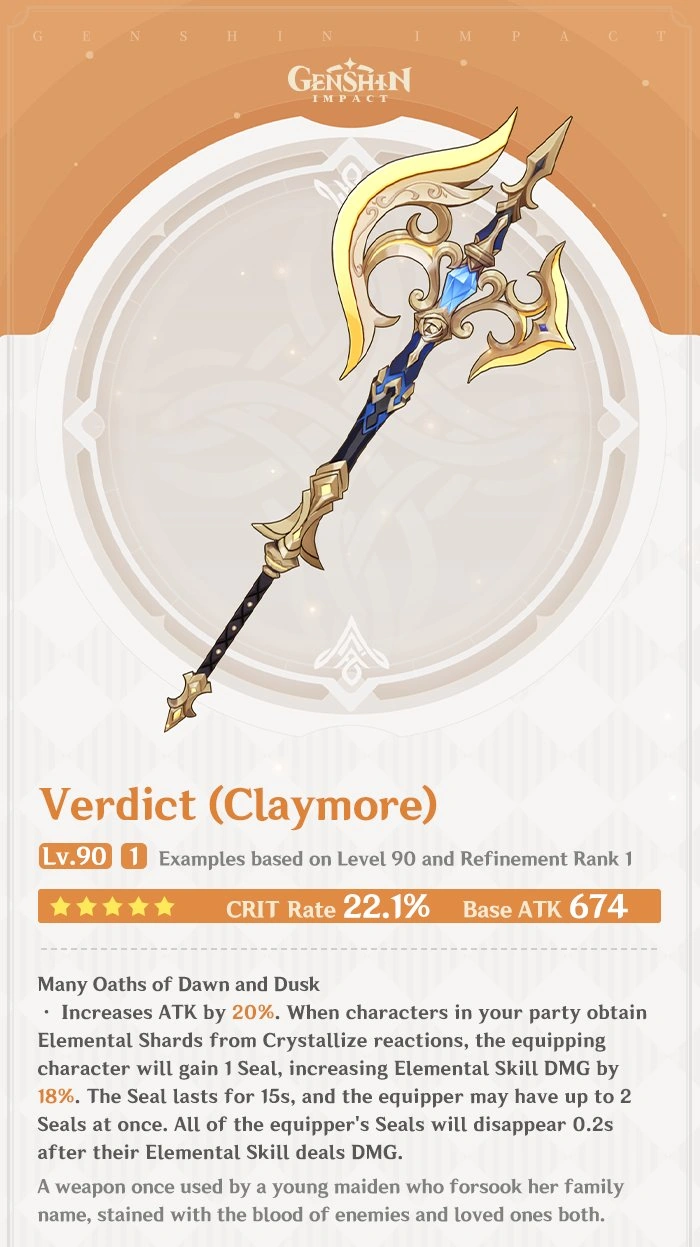 GENSHIN IMPACT
GENSHIN
IMPACT
Verdict (Claymore)
Lv.90 1 Examples based on Level 90 and Refinement Rank 1
CRIT Rate 22.1% Base ATK 674
Many Oaths of Dawn and Dusk
· Increases ATK by 20%. When characters in your party obtain
Elemental Shards from Crystallize reactions, the equipping
character will gain 1 Seal, increasing Elemental Skill DMG by
18%. The Seal lasts for 15s, and the equipper may have up to 2
Seals at once. All of the equipper's Seals will disappear 0.2s
after their Elemental Skill deals DMG.
A weapon once used by a young maiden who forsook her family
name, stained with the blood of enemies and loved ones both.